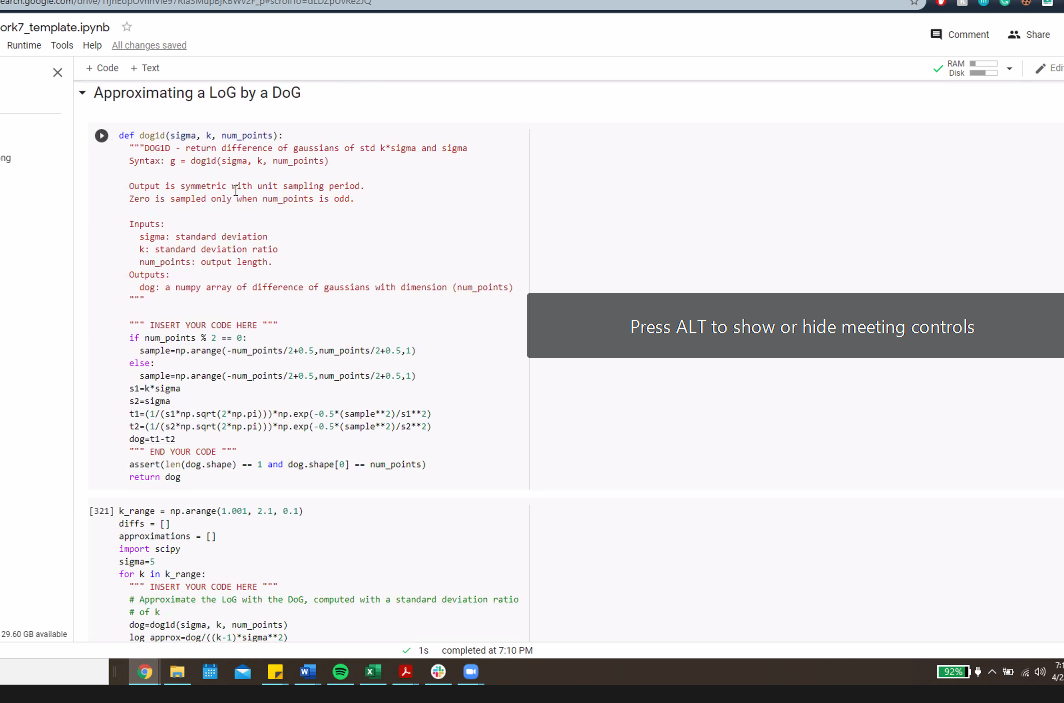 ork7_template.ipynb
Comment Share
Runtime Tools Help All changes saved
+ Code + Text
RAM
Disk
Edi
Approximating a LoG by a DoG
ng
def dog1d(sigma, k, num_points):
"""DOG1D - return difference of gaussians of std k*sigma and sigma
Syntax: g = dog1d(sigma, k, num_points)
Output is symmetric with unit sampling period.
Zero is sampled only when num_points is odd.
Inputs:
sigma: standard deviation
k: standard deviation ratio
num_points: output length.
Outputs:
dog: a numpy array of difference of gaussians with dimension (num_points)
"""
""" INSERT YOUR CODE HERE """
if num_points % 2 == 0:
sample=np.arange(-num_points/2+0.5,num_points/2+0.5,1)
else:
sample=np.arange(-num_points/2+0.5,num_points/2+0.5,1)
s1=k*sigma
s2=sigma
t1=(1/(s1*np.sqrt(2*np.pi)))*np.exp(-0.5*(sample**2)/s1**2)
t2=(1/(s2*np.sqrt(2*np.pi)))*np.exp(-0.5*(sample**2)/s2**2)
dog=t1-t2
""" END YOUR CODE """
assert(len(dog.shape) == 1 and dog.shape[0] == num_points)
return dog
Press ALT to show or hide meeting controls
[321] k_range = np.arange(1.001, 2.1, 0.1)
diffs = []
approximations = []
import scipy
sigma=5
for k in k_range:
""" INSERT YOUR CODE HERE """
# Approximate the LoG with the DoG, computed with a standard deviation ratio
# of k
dog=dog1d(sigma, k, num_points)
log_approx=dog/((k-1)*sigma**2)
29.60 GB available
1s completed at 7:10 PM
92%
7:1
4/2